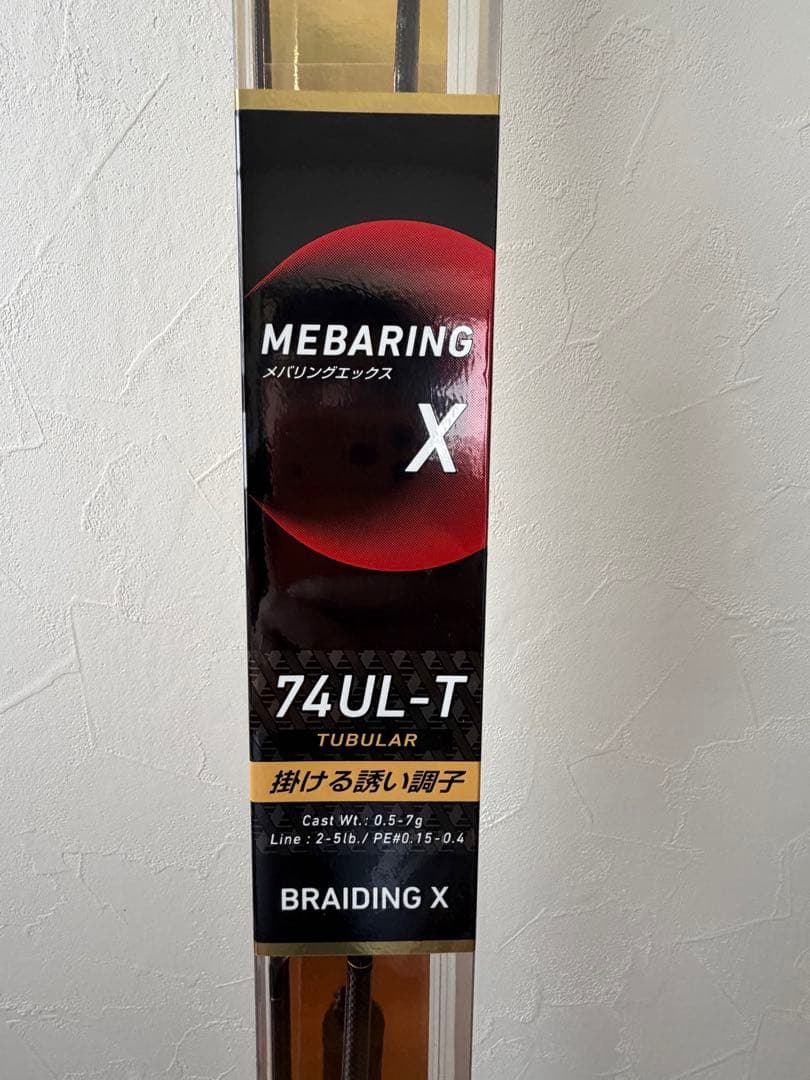 MEBARING
メバリングエックス
X
74UL-T
TUBULAR
掛ける誘い調子
Cast Wt.: 0.5-7g
Line : 2-5lb./ PE#0.15-0.4
BRAIDING X